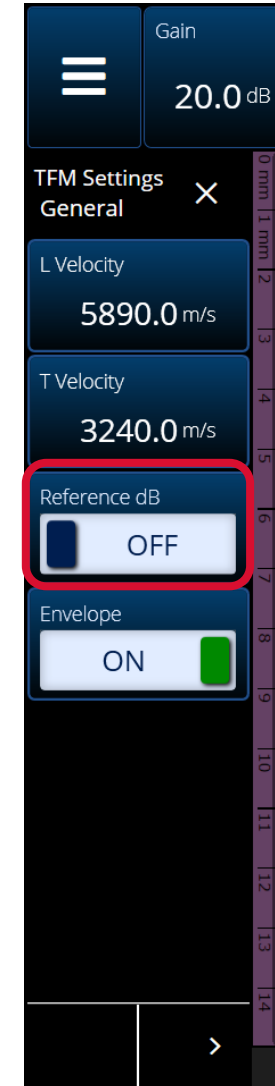 Gain
20.0 dB
TFM Settings
General
×
L Velocity
5890.0 m/s
T Velocity
3240.0 m/s
Reference dB
OFF
Envelope
ON
>
0 mm
1 mm
2
3
4
5
6
7
8
9
10
11
12
13
14